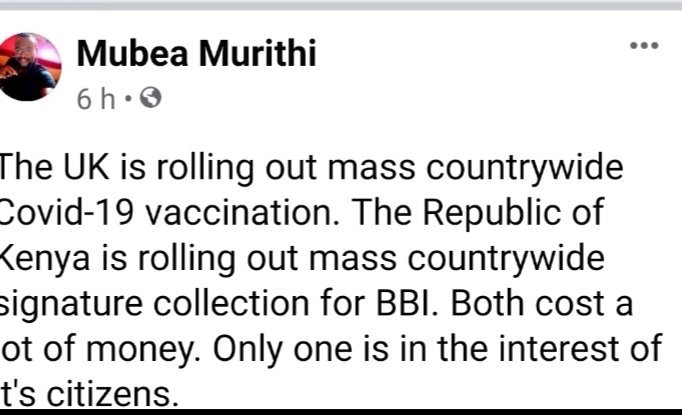 Mubea Murithi
6 h •
The UK is rolling out mass countrywide
Covid-19 vaccination. The Republic of
Kenya is rolling out mass countrywide
signature collection for BBI. Both cost a
lot of money. Only one is in the interest of
it's citizens.